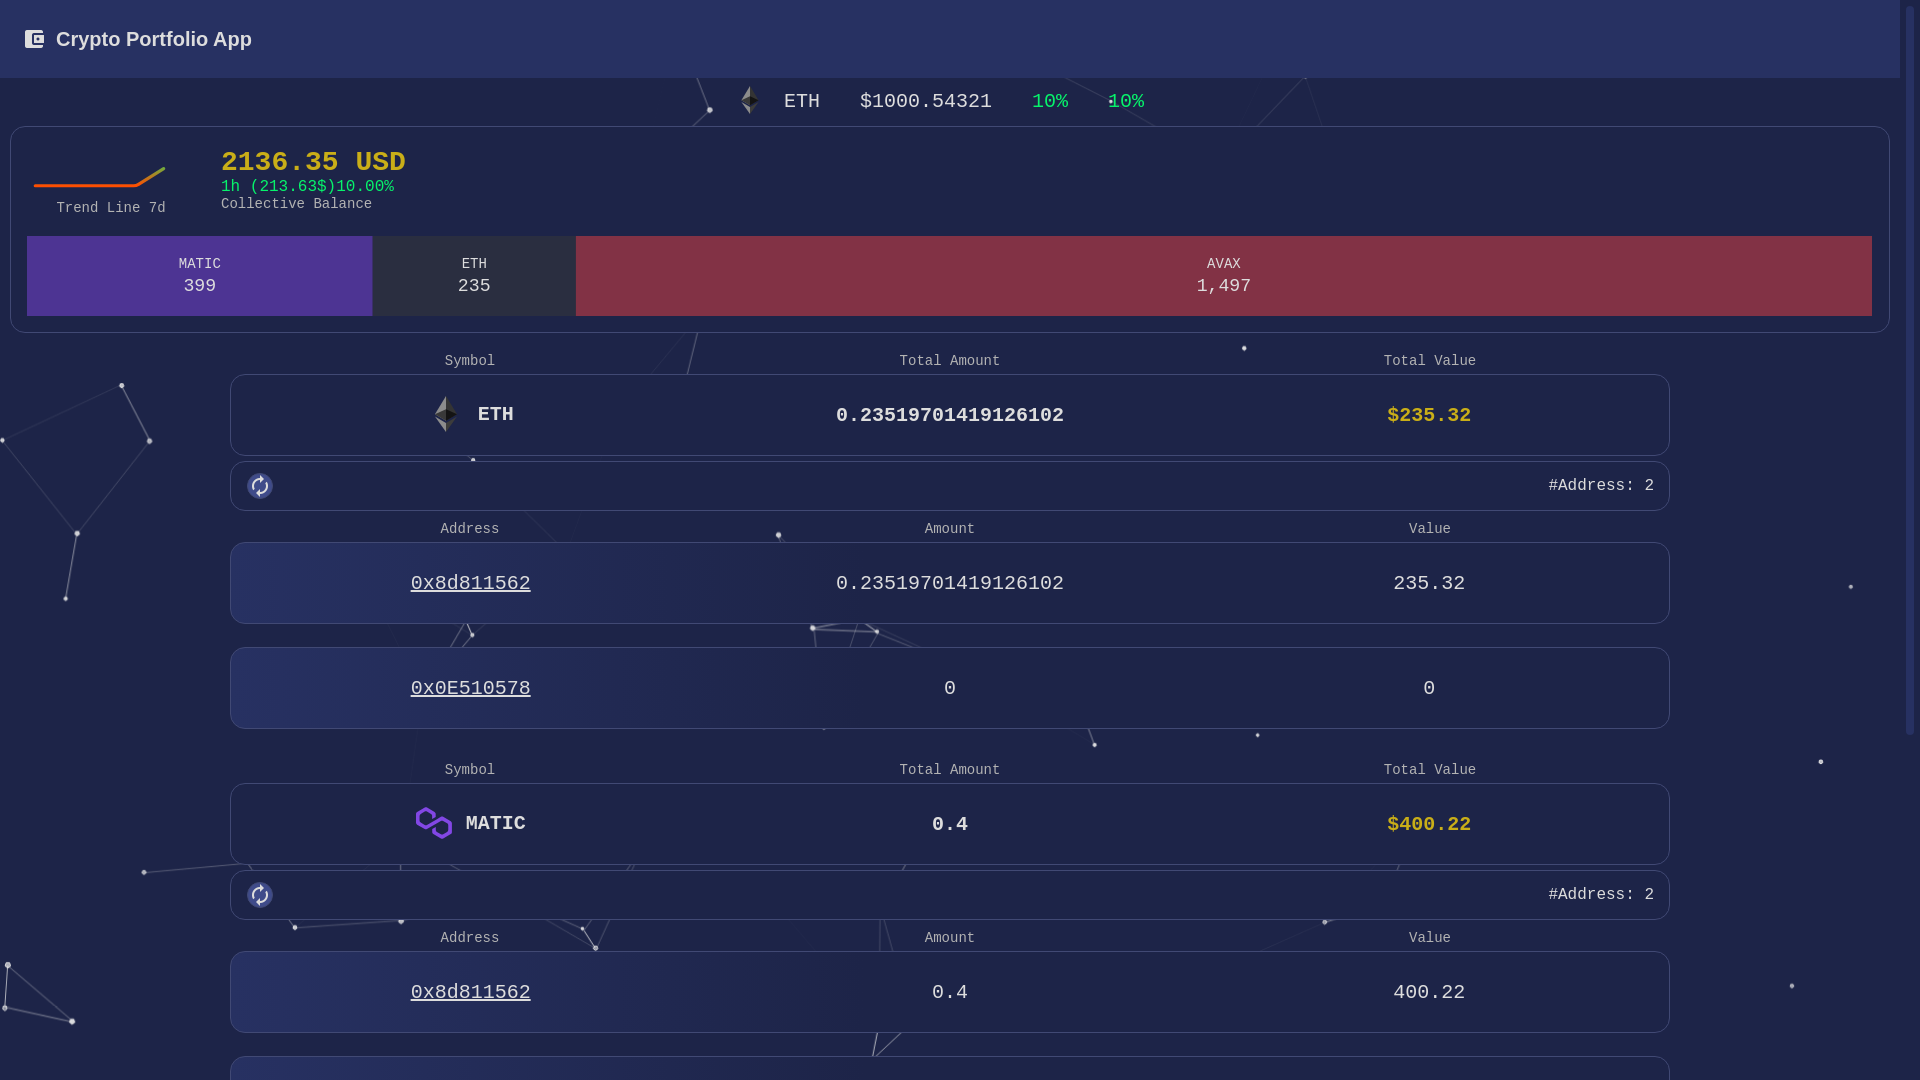 Crypto Portfolio App
ETH $1000.54321 10% 10%
2136.35 USD
1h (213.63$)10.00%
Collective Balance
Trend Line 7d
MATIC
399
ETH
235
AVAX
1,497
Symbol Total Amount Total Value
ETH 0.23519701419126102 $235.32
#Address: 2
Address Amount Value
0x8d811562 0.23519701419126102 235.32
0x0E510578 0 0
Symbol Total Amount Total Value
MATIC 0.4 $400.22
#Address: 2
Address Amount Value
0x8d811562 0.4 400.22